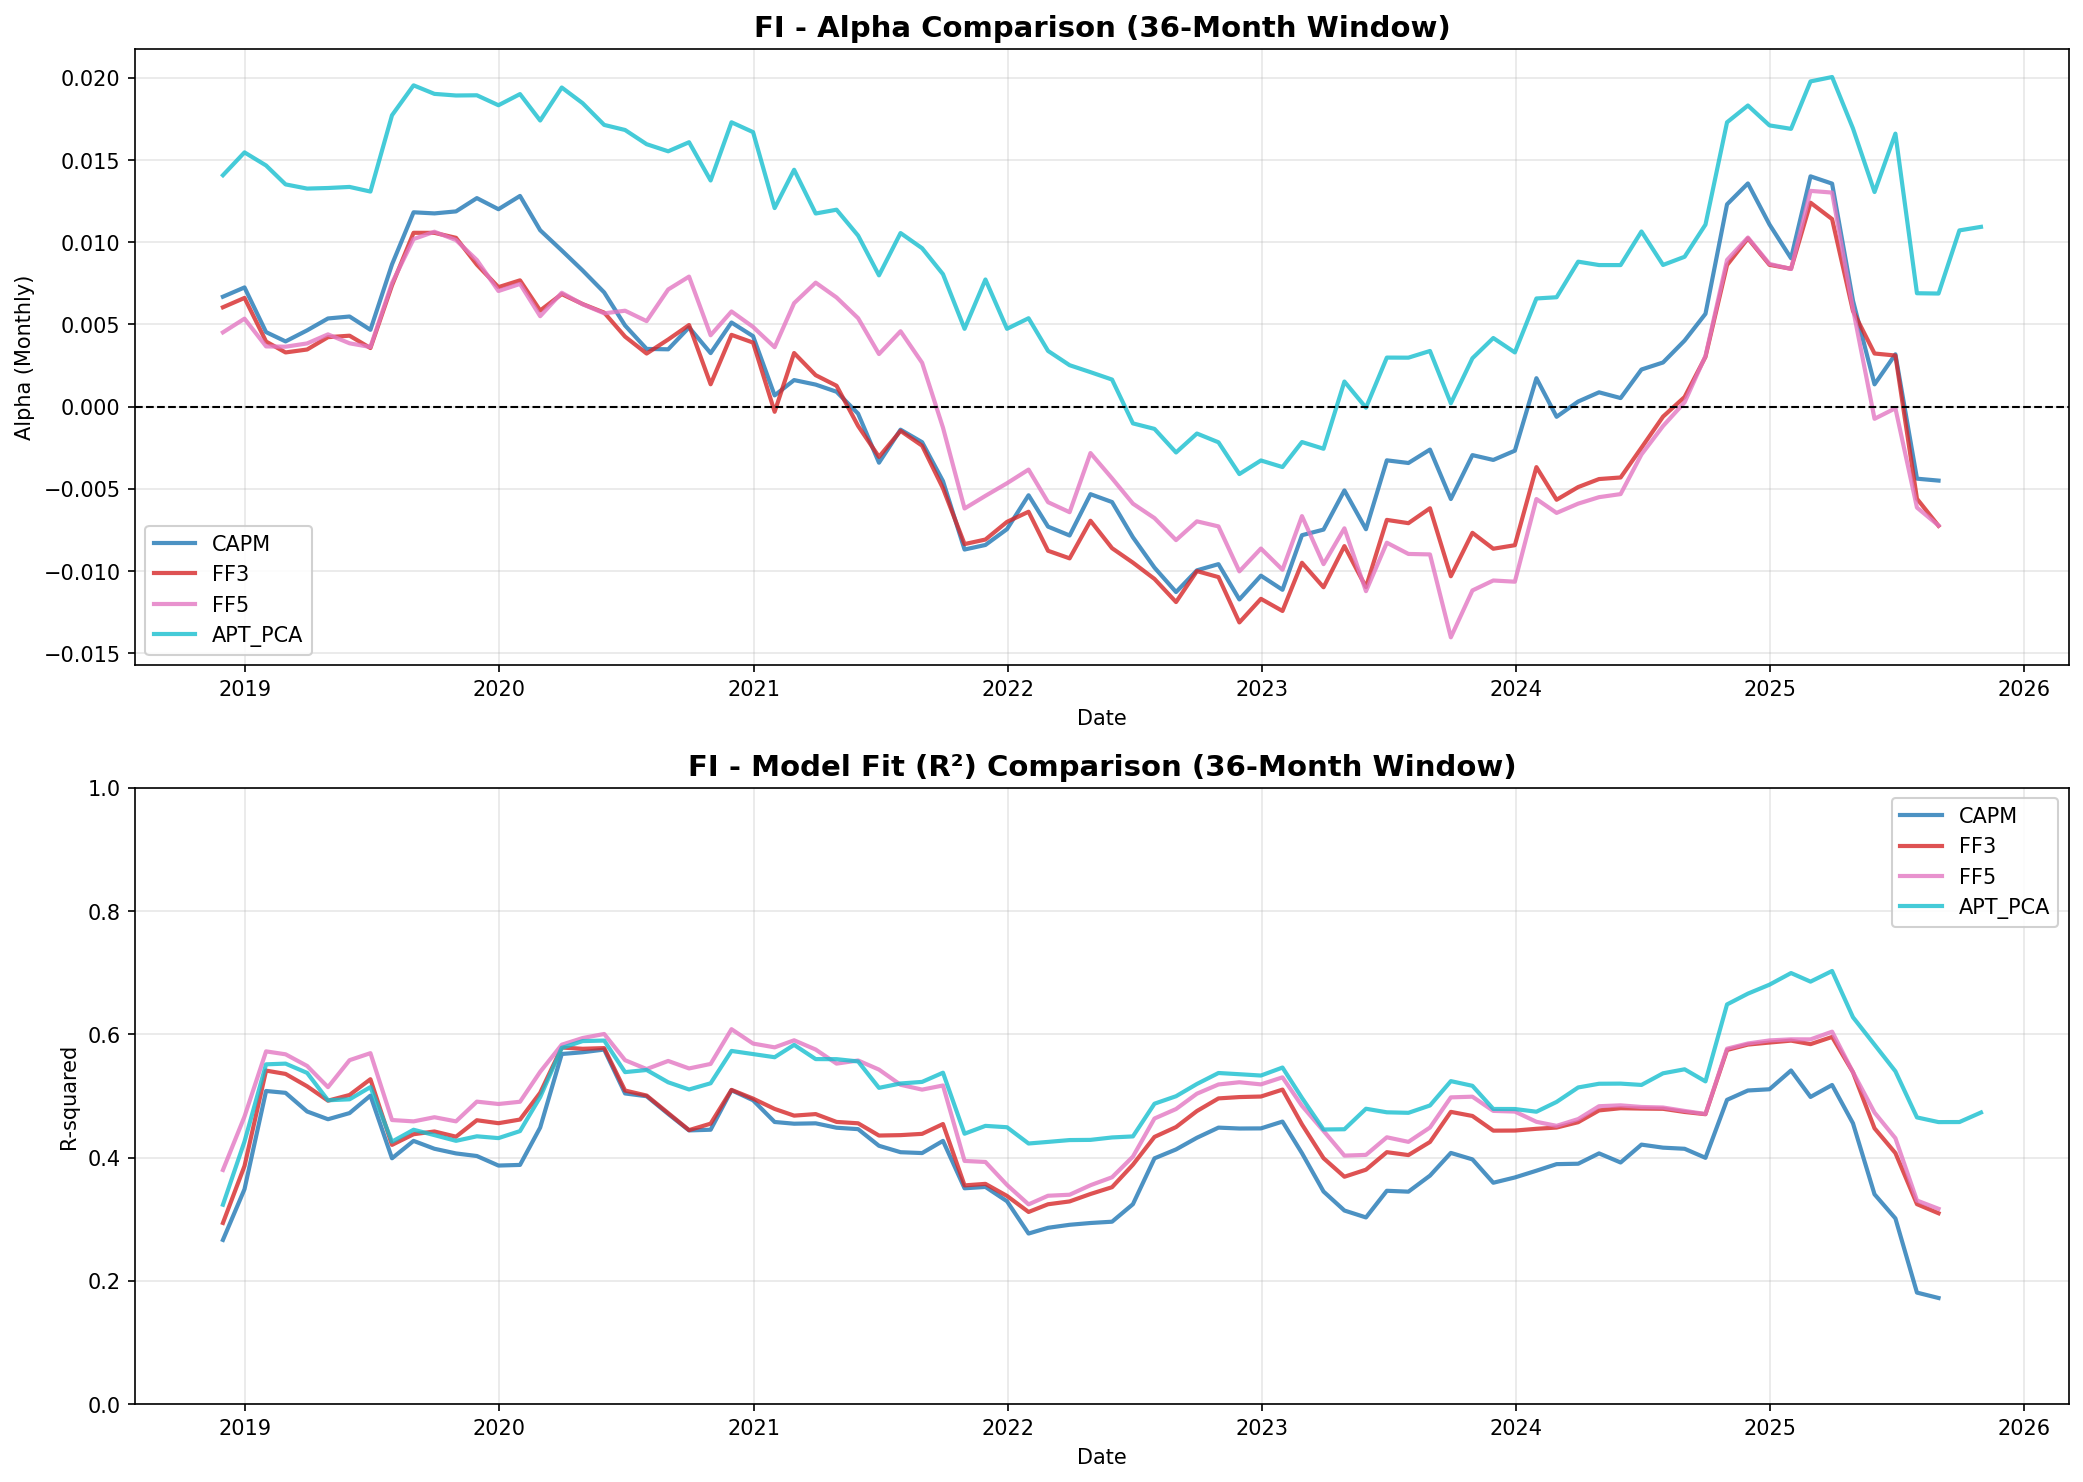 FI - Alpha Comparison (36-Month Window)
0.020
0.015
0.010
0.005
0.000
−0.005
−0.010
−0.015
Alpha (Monthly)
CAPM
FF3
FF5
APT_PCA
2019 2020 2021 2022 2023 2024 2025 2026
Date
FI - Model Fit (R²) Comparison (36-Month Window)
1.0
0.8
0.6
0.4
0.2
0.0
R-squared
CAPM
FF3
FF5
APT_PCA
2019 2020 2021 2022 2023 2024 2025 2026
Date